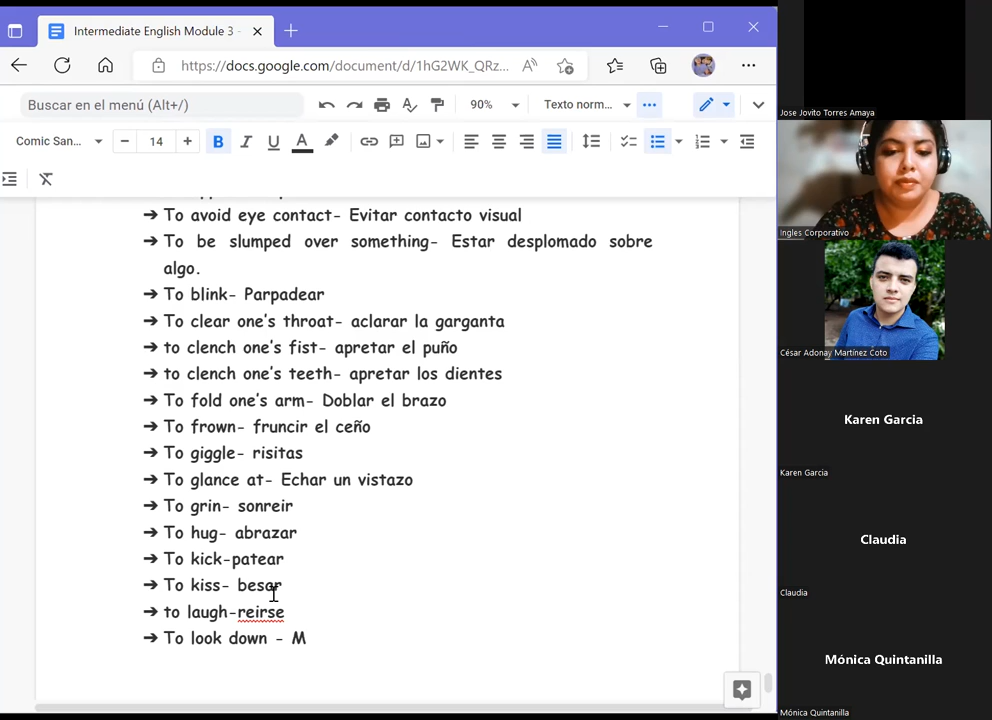 Intermediate English Module 3 -
https://docs.google.com/document/d/1hG2WK_QRz...
Buscar en el menú (Alt+/)
90%
Texto norm...
Comic San...
14
B
I
U
A
→ To avoid eye contact- Evitar contacto visual
→ To be slumped over something- Estar desplomado sobre
algo.
→ To blink- Parpadear
→ To clear one's throat- aclarar la garganta
→ to clench one's fist- apretar el puño
→ to clench one's teeth- apretar los dientes
→ To fold one's arm- Doblar el brazo
→ To frown- fruncir el ceño
→ To giggle- risitas
→ To glance at- Echar un vistazo
→ To grin- sonreir
→ To hug- abrazar
→ To kick-patear
→ To kiss- besar
→ to laugh-reirse
→ To look down - M
Jose Jovito Torres Amaya
Ingles Corporativo
César Adonay Martínez Coto
Karen Garcia
Karen Garcia
Claudia
Claudia
Mónica Quintanilla
Mónica Quintanilla